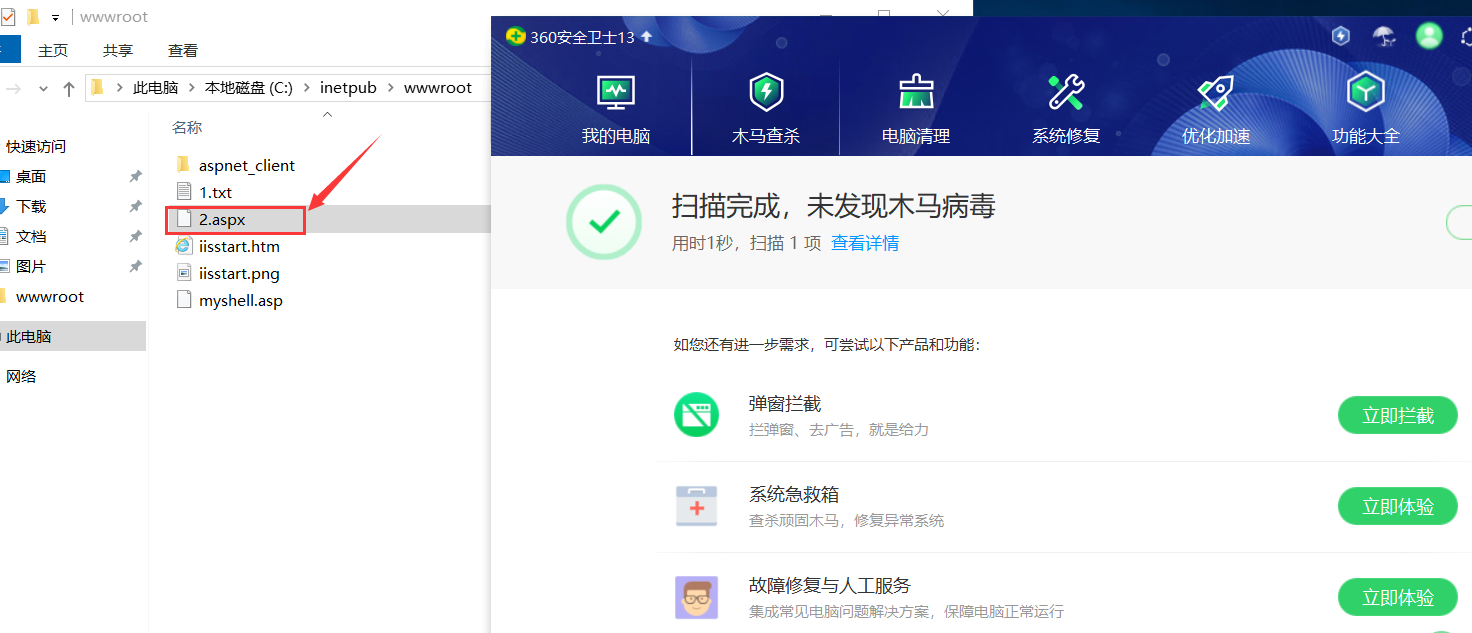 wwwroot
主页 共享 查看
此电脑 本地磁盘 (C:) inetpub wwwroot
快速访问
桌面
下载
文档
图片
wwwroot
此电脑
网络
名称
aspnet_client
1.txt
2.aspx
iisstart.htm
iisstart.png
myshell.asp
360安全卫士13
我的电脑 木马查杀 电脑清理 系统修复 优化加速 功能大全
扫描完成，未发现木马病毒
用时1秒，扫描 1 项 查看详情
如您还有进一步需求，可尝试以下产品和功能：
弹窗拦截
拦弹窗、去广告，就是给力
立即拦截
系统急救箱
查杀顽固木马，修复异常系统
立即体验
故障修复与人工服务
集成常见电脑问题解决方案，保障电脑正常运行
立即体验